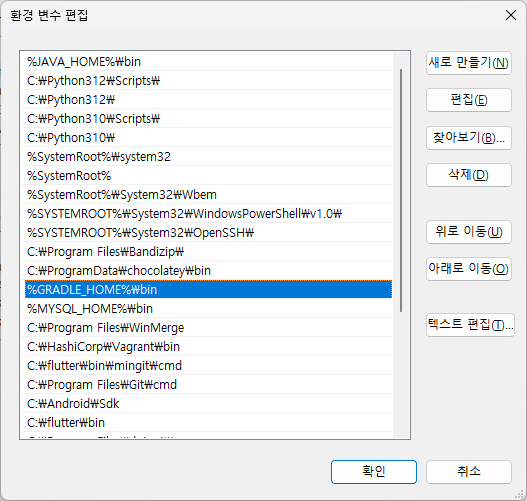 환경 변수 편집
%JAVA_HOME%₩bin
C:₩Python312₩Scripts₩
C:₩Python312₩
C:₩Python310₩Scripts₩
C:₩Python310₩
%SystemRoot%₩system32
%SystemRoot%
%SystemRoot%₩System32₩Wbem
%SYSTEMROOT%₩System32₩WindowsPowerShell₩v1.0₩
%SYSTEMROOT%₩System32₩OpenSSH₩
C:₩Program Files₩Bandizip₩
C:₩ProgramData₩chocolatey₩bin
%GRADLE_HOME%₩bin
%MYSQL_HOME%₩bin
C:₩Program Files₩WinMerge
C:₩HashiCorp₩Vagrant₩bin
C:₩flutter₩bin₩mingit₩cmd
C:₩Program Files₩Git₩cmd
C:₩Android₩Sdk
C:₩flutter₩bin
새로 만들기(N)
편집(E)
찾아보기(B)...
삭제(D)
위로 이동(U)
아래로 이동(O)
텍스트 편집(T)...
확인
취소